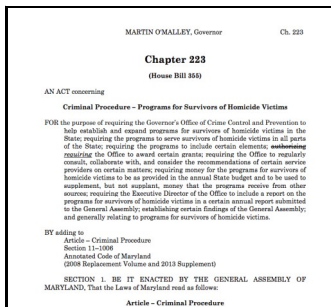 MARTIN O'MALLEY, Governor Ch. 223
Chapter 223
(House Bill 355)
AN ACT concerning
Criminal Procedure – Programs for Survivors of Homicide Victims
FOR the purpose of requiring the Governor's Office of Crime Control and Prevention to
help establish and expand programs for survivors of homicide victims in the
State; requiring the programs to serve survivors of homicide victims in all parts
of the State; requiring the programs to include certain elements; authorizing
requiring the Office to award certain grants; requiring the Office to regularly
consult, collaborate with, and consider the recommendations of certain service
providers on certain matters; requiring money for the programs for survivors of
homicide victims to be as provided in the annual State budget and to be used to
supplement, but not supplant, money that the programs receive from other
sources; requiring the Executive Director of the Office to include a report on the
programs for survivors of homicide victims in a certain annual report submitted
to the General Assembly; establishing certain findings of the General Assembly;
and generally relating to programs for survivors of homicide victims.
BY adding to
Article – Criminal Procedure
Section 11–1006
Annotated Code of Maryland
(2008 Replacement Volume and 2013 Supplement)
SECTION 1. BE IT ENACTED BY THE GENERAL ASSEMBLY OF
MARYLAND, That the Laws of Maryland read as follows:
Article – Criminal Procedure